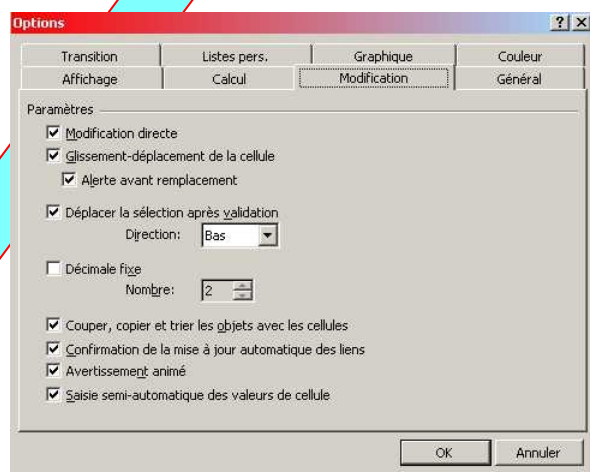 Options
Transition Listes pers. Graphique Couleur
Affichage Calcul Modification Général
Paramètres
Modification directe
Glissement-déplacement de la cellule
Alerte avant remplacement
Déplacer la sélection après validation
Direction: Bas
Décimale fixe
Nombre: 2
Couper, copier et trier les objets avec les cellules
Confirmation de la mise à jour automatique des liens
Avertissement animé
Saisie semi-automatique des valeurs de cellule
OK Annuler